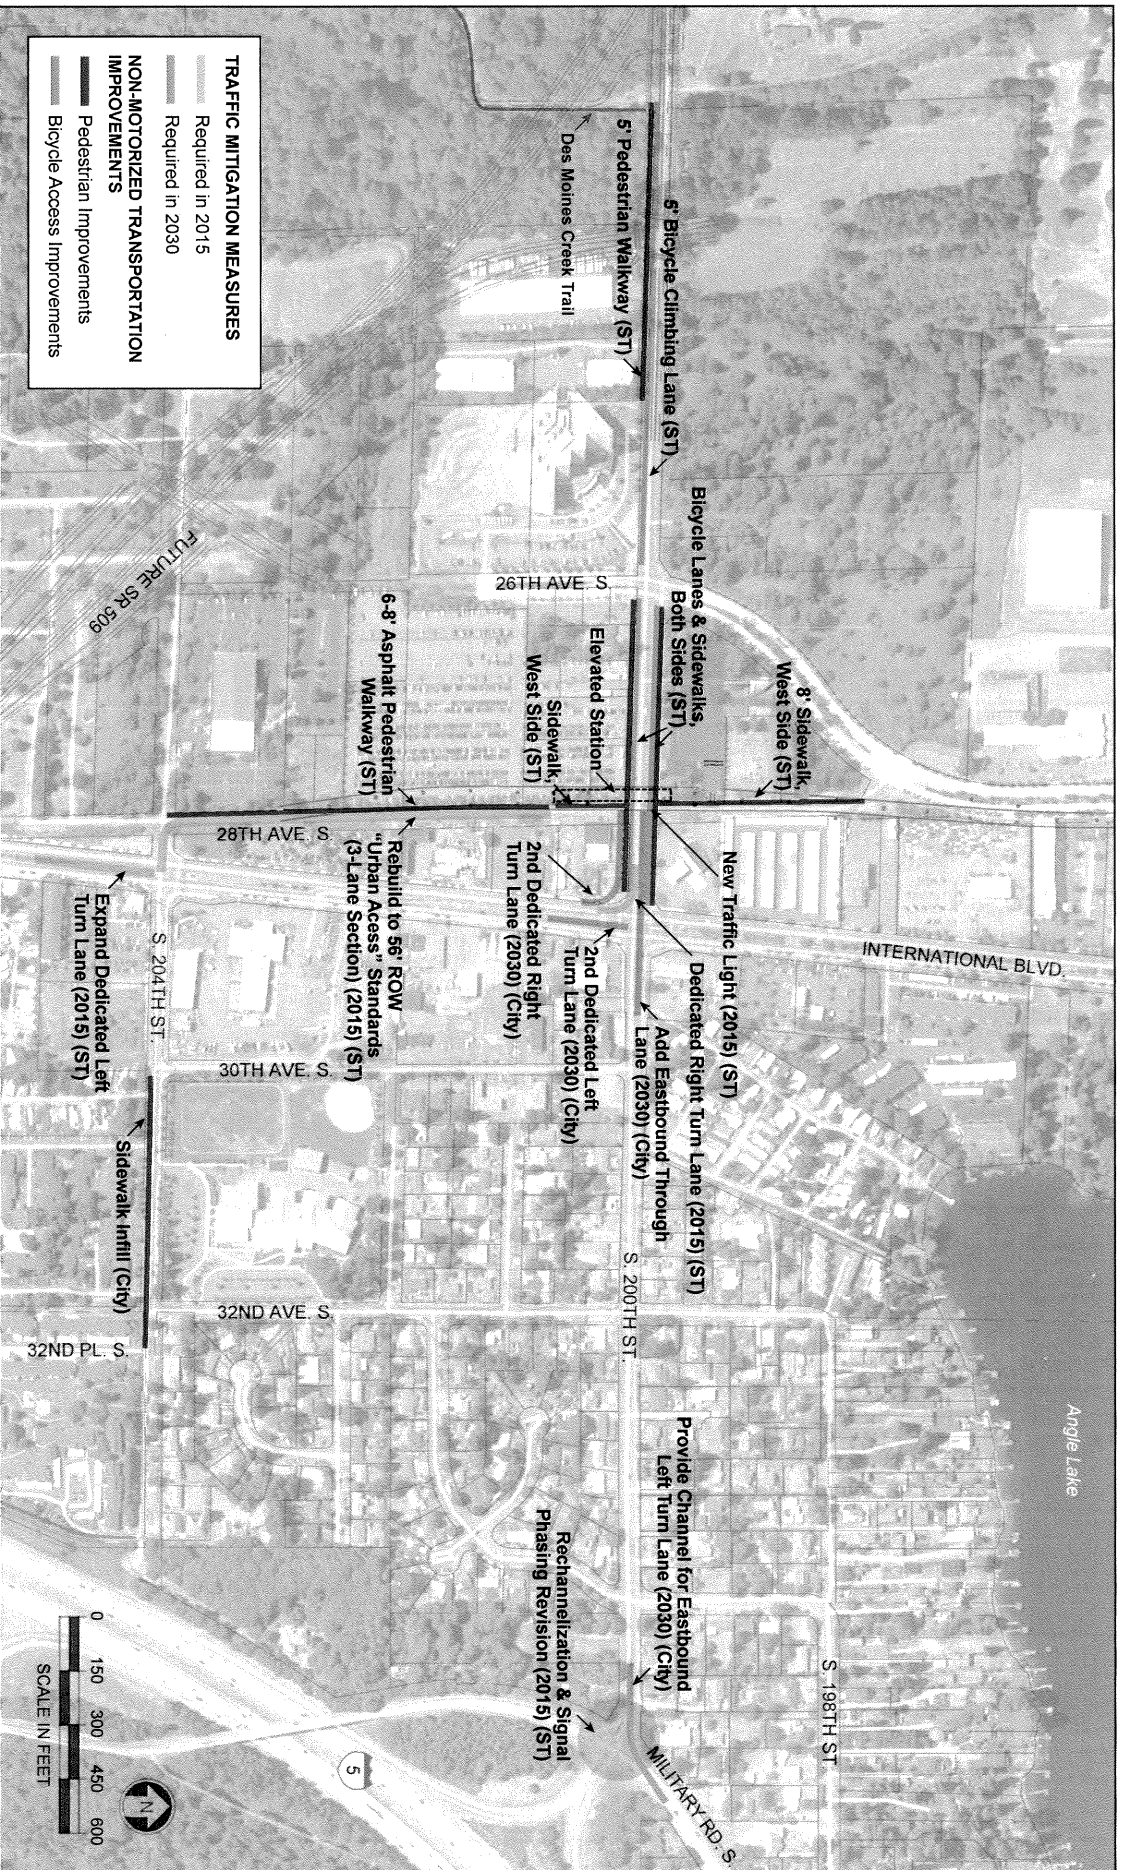 TRAFFIC MITIGATION MEASURES
Required in 2015
Required in 2030
NON-MOTORIZED TRANSPORTATION
IMPROVEMENTS
Pedestrian Improvements
Bicycle Access Improvements
Des Moines Creek Trail
5' Pedestrian Walkway (ST)
5' Bicycle Climbing Lane (ST)
Bicycle Lanes & Sidewalks,
Both Sides (ST)
8' Sidewalk,
West Side (ST)
26TH AVE. S.
Elevated Station
Sidewalk,
West Side (ST)
6-8' Asphalt Pedestrian
Walkway (ST)
FUTURE SR 509
28TH AVE. S.
New Traffic Light (2015) (ST)
Dedicated Right Turn Lane (2015) (ST)
Add Eastbound Through
Lane (2030) (City)
2nd Dedicated Left
Turn Lane (2030) (City)
2nd Dedicated Right
Turn Lane (2030) (City)
Rebuild to 56' ROW
"Urban Acess" Standards
(3-Lane Section) (2015) (ST)
Expand Dedicated Left
Turn Lane (2015) (ST)
INTERNATIONAL BLVD.
S. 204TH ST.
30TH AVE. S.
Sidewalk Infill (City)
S. 200TH ST.
32ND AVE. S.
32ND PL. S.
Angle Lake
Provide Channel for Eastbound
Left Turn Lane (2030) (City)
Rechannelization & Signal
Phasing Revision (2015) (ST)
S. 198TH ST
MILITARY RD. S.
5
0 150 300 450 600
SCALE IN FEET
N